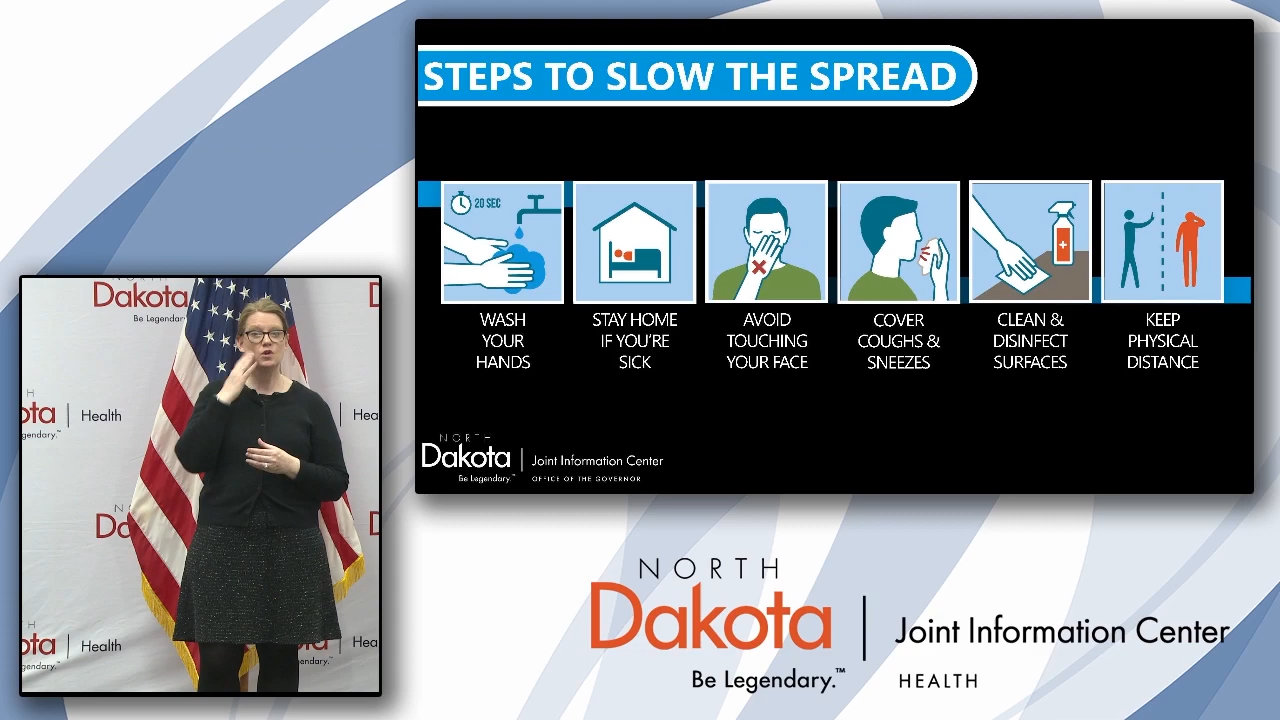 STEPS TO SLOW THE SPREAD
20 SEC
WASH
YOUR
HANDS
STAY HOME
IF YOU'RE
SICK
AVOID
TOUCHING
YOUR FACE
COVER
COUGHS &
SNEEZES
CLEAN &
DISINFECT
SURFACES
KEEP
PHYSICAL
DISTANCE
NORTH
Dakota | Joint Information Center
Be Legendary.™ OFFICE OF THE GOVERNOR
Dakota
Be Legendary
Health
Hea
Health
Hea
NORTH
Dakota | Joint Information Center
Be Legendary.™ HEALTH